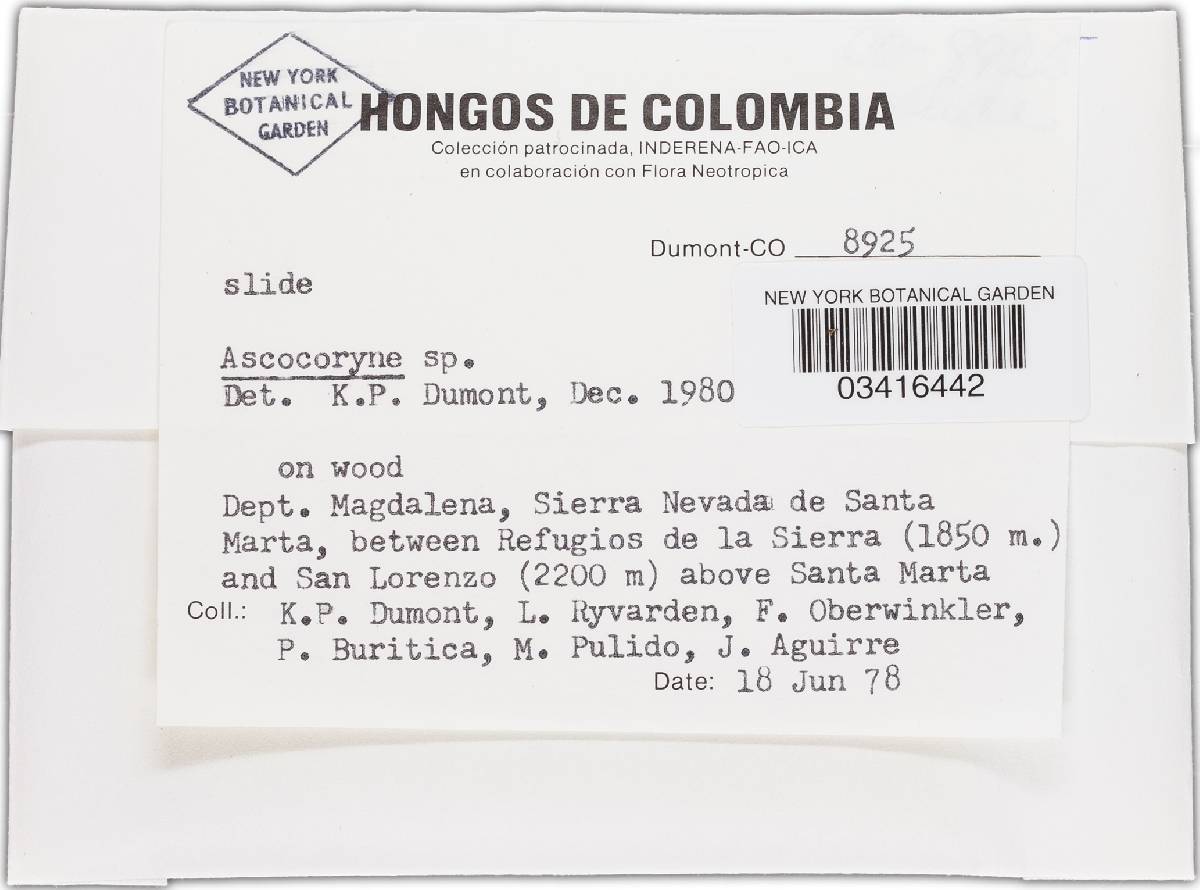 NEW YORK
BOTANICAL
GARDEN
HONGOS DE COLOMBIA
Colección patrocinada, INDERENA-FAO-ICA
en colaboración con Flora Neotropica
Dumont-CO 8925
slide
NEW YORK BOTANICAL GARDEN
03416442
Ascocoryne sp.
Det. K.P. Dumont, Dec. 1980
on wood
Dept. Magdalena, Sierra Nevada de Santa
Marta, between Refugios de la Sierra (1850 m.)
and San Lorenzo (2200 m) above Santa Marta
Coll.: K.P. Dumont, L. Ryvarden, F. Oberwinkler,
P. Buritica, M. Pulido, J. Aguirre
Date: 18 Jun 78